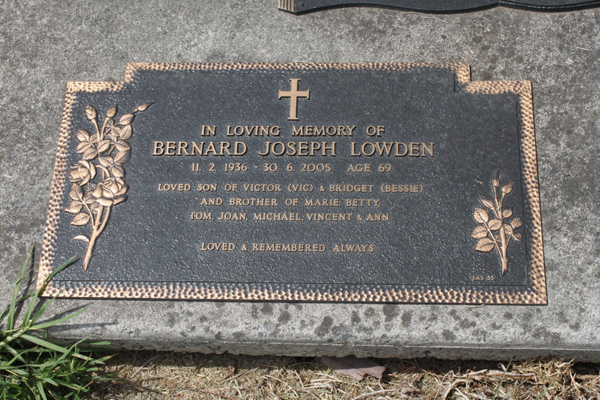 IN LOVING MEMORY OF
BERNARD JOSEPH LOWDEN
11. 2. 1936 - 30. 6. 2005 AGE 69
LOVED SON OF VICTOR (VIC) & BRIDGET (BESSIE)
AND BROTHER OF MARIE, BETTY,
TOM, JOAN, MICHAEL, VINCENT & ANN
LOVED & REMEMBERED ALWAYS